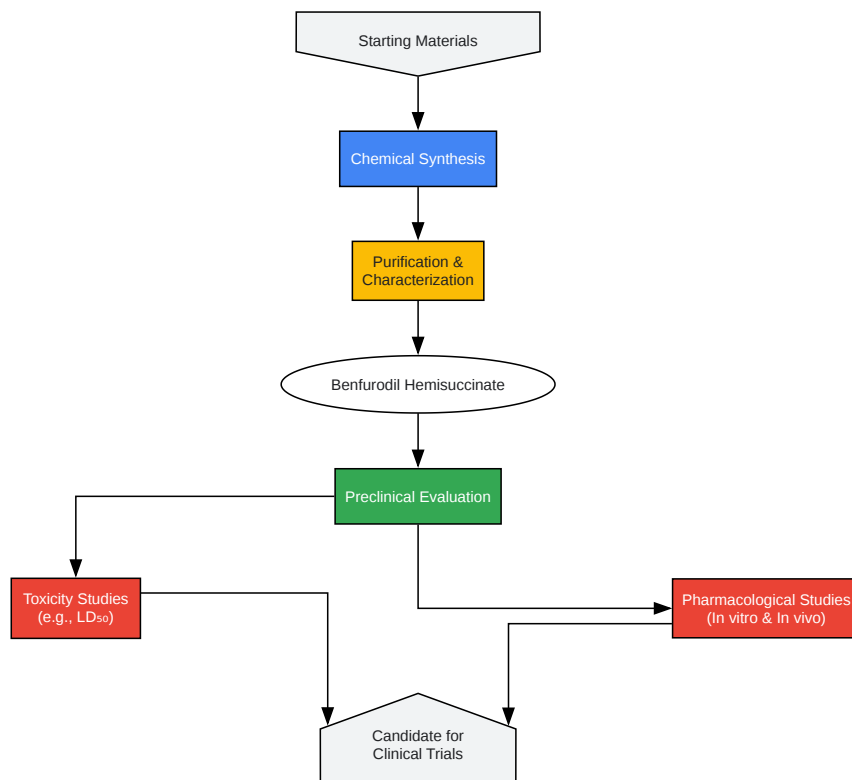 Starting Materials
Chemical Synthesis
Purification &
Characterization
Benfurodil Hemisuccinate
Preclinical Evaluation
Toxicity Studies
(e.g., LD₅₀)
Pharmacological Studies
(In vitro & In vivo)
Candidate for
Clinical Trials